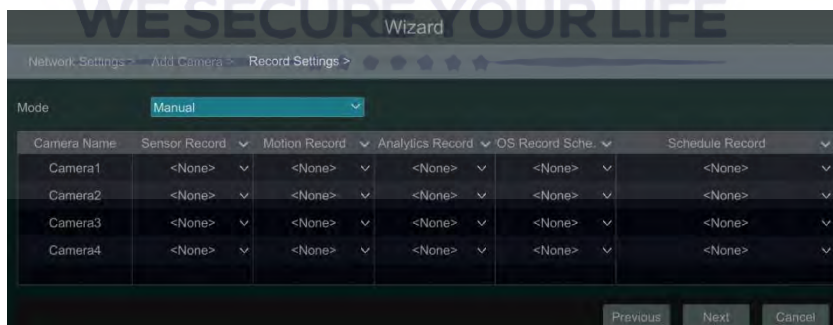 WE SECURE YOUR LIFE
Wizard
Network Settings > Add Camera > Record Settings >
Mode Manual
Camera Name Sensor Record Motion Record Analytics Record OS Record Sche. Schedule Record
Camera1 <None> <None> <None> <None> <None>
Camera2 <None> <None> <None> <None> <None>
Camera3 <None> <None> <None> <None> <None>
Camera4 <None> <None> <None> <None> <None>
Previous Next Cancel